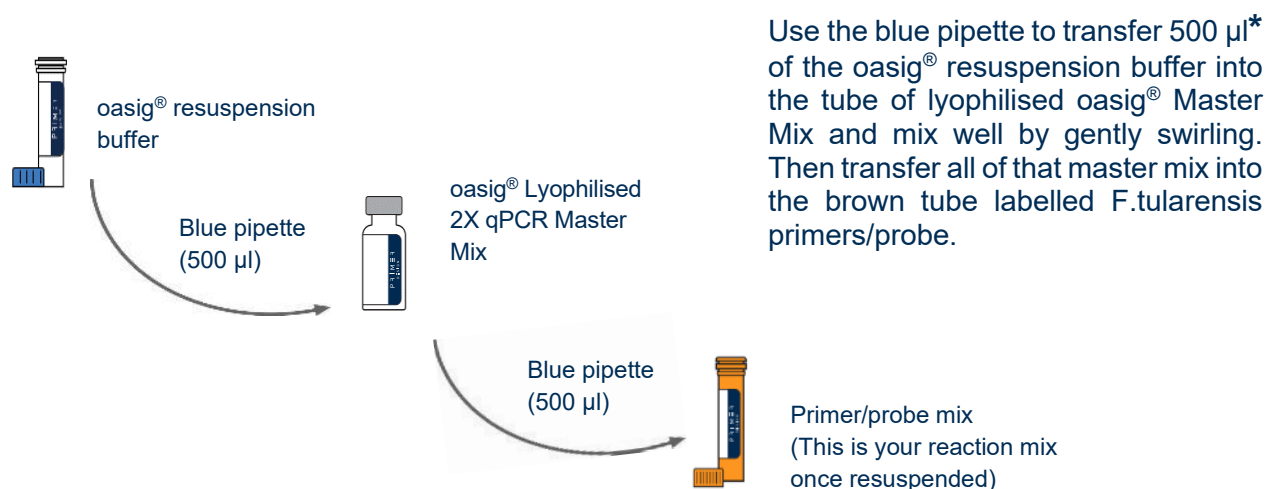 Use the blue pipette to transfer 500 µl*
of the oasig® resuspension buffer into
the tube of lyophilised oasig® Master
Mix and mix well by gently swirling.
Then transfer all of that master mix into
the brown tube labelled F.tularensis
primers/probe.
oasig® resuspension
buffer
PRIMER
Blue pipette
(500 µl)
oasig® Lyophilised
2X qPCR Master
Mix
PRIMER
Blue pipette
(500 µl)
PRIMER
Primer/probe mix
(This is your reaction mix
once resuspended)